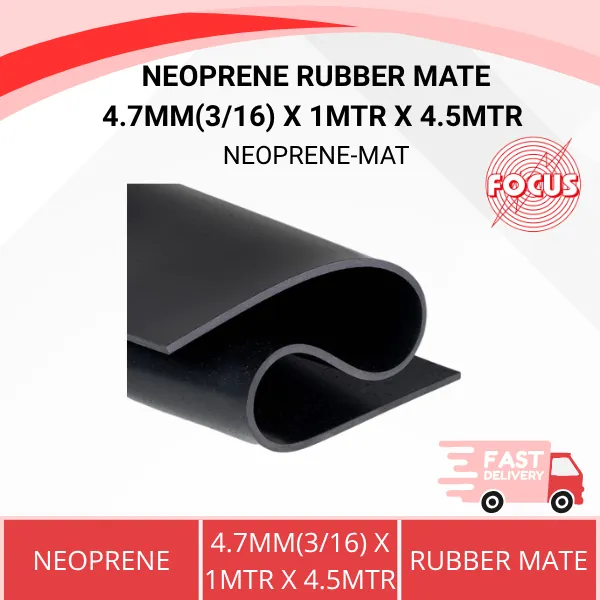 NEOPRENE RUBBER MATE
4.7MM(3/16) X 1MTR X 4.5MTR
NEOPRENE-MAT
FOCUS
FAST
DELIVERY
NEOPRENE
4.7MM(3/16) X
1MTR X 4.5MTR
RUBBER MATE